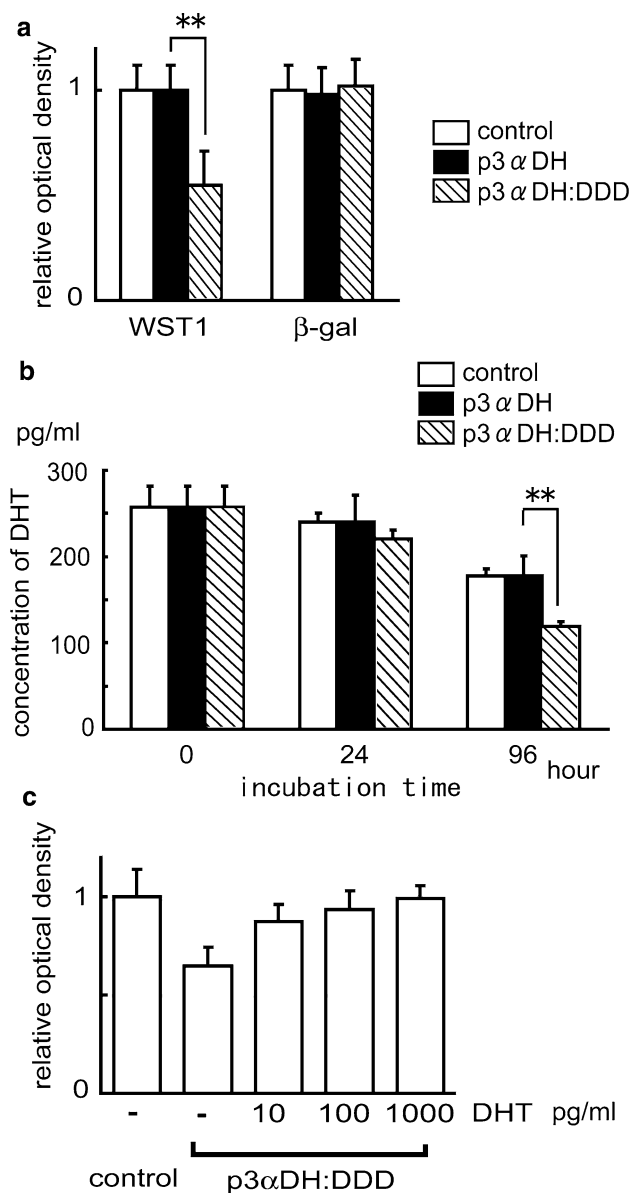 a
**
relative optical density
1
0
WST1 β-gal
control
p3αDH
p3αDH:DDD
b
control
p3αDH
p3αDH:DDD
pg/ml
concentration of DHT
300
200
100
0
**
0 24 96 hour
incubation time
c
relative optical density
1
0
- - 10 100 1000 DHT pg/ml
control p3αDH:DDD